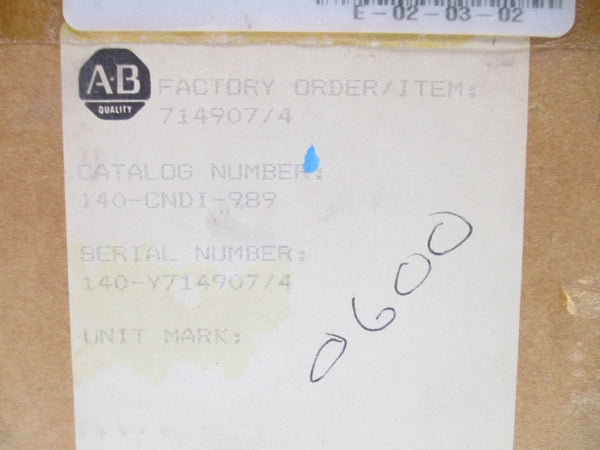 E-02-03-02
A·B
QUALITY
FACTORY ORDER/ITEM:
714907/4
CATALOG NUMBER:
140-CNDI-989
SERIAL NUMBER:
140-Y714907/4
UNIT MARK:
0600